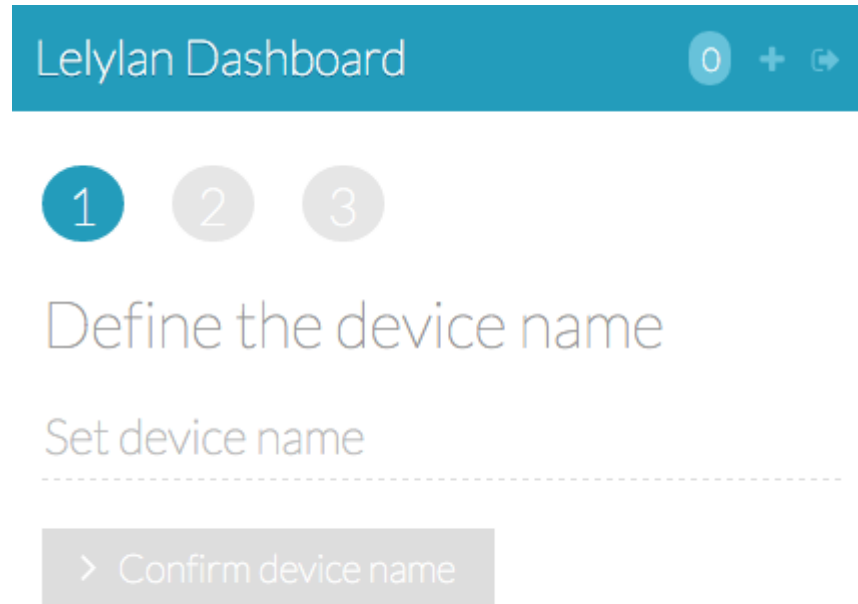 Lelylan Dashboard 0
1 2 3
Define the device name
Set device name
Confirm device name